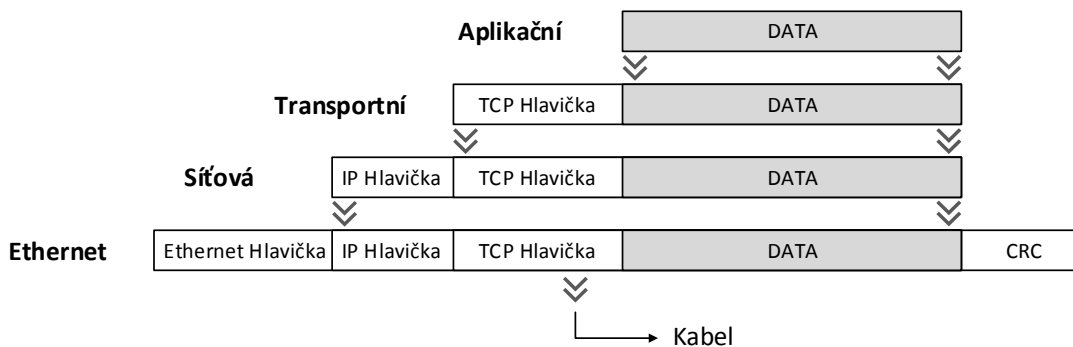 Aplikační DATA
Transportní TCP Hlavička DATA
Síťová IP Hlavička TCP Hlavička DATA
Ethernet Ethernet Hlavička IP Hlavička TCP Hlavička DATA CRC
Kabel